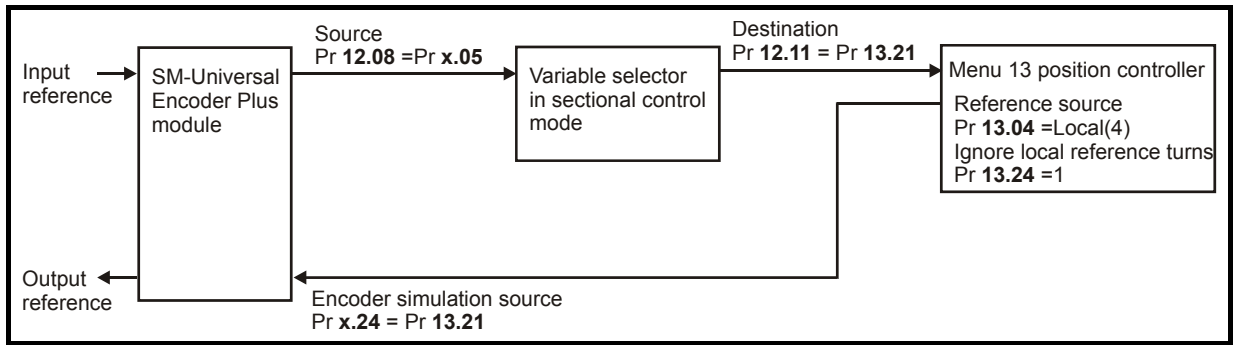 Input
reference
SM-Universal
Encoder Plus
module
Source
Pr 12.08 =Pr x.05
Variable selector
in sectional control
mode
Destination
Pr 12.11 = Pr 13.21
Menu 13 position controller
Reference source
Pr 13.04 =Local(4)
Ignore local reference turns
Pr 13.24 =1
Output
reference
Encoder simulation source
Pr x.24 = Pr 13.21